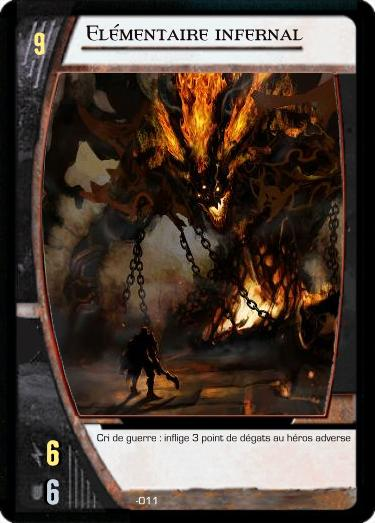 9
Elémentaire infernal
Cri de guerre : inflige 3 point de dégats au héros adverse
6
6
-011